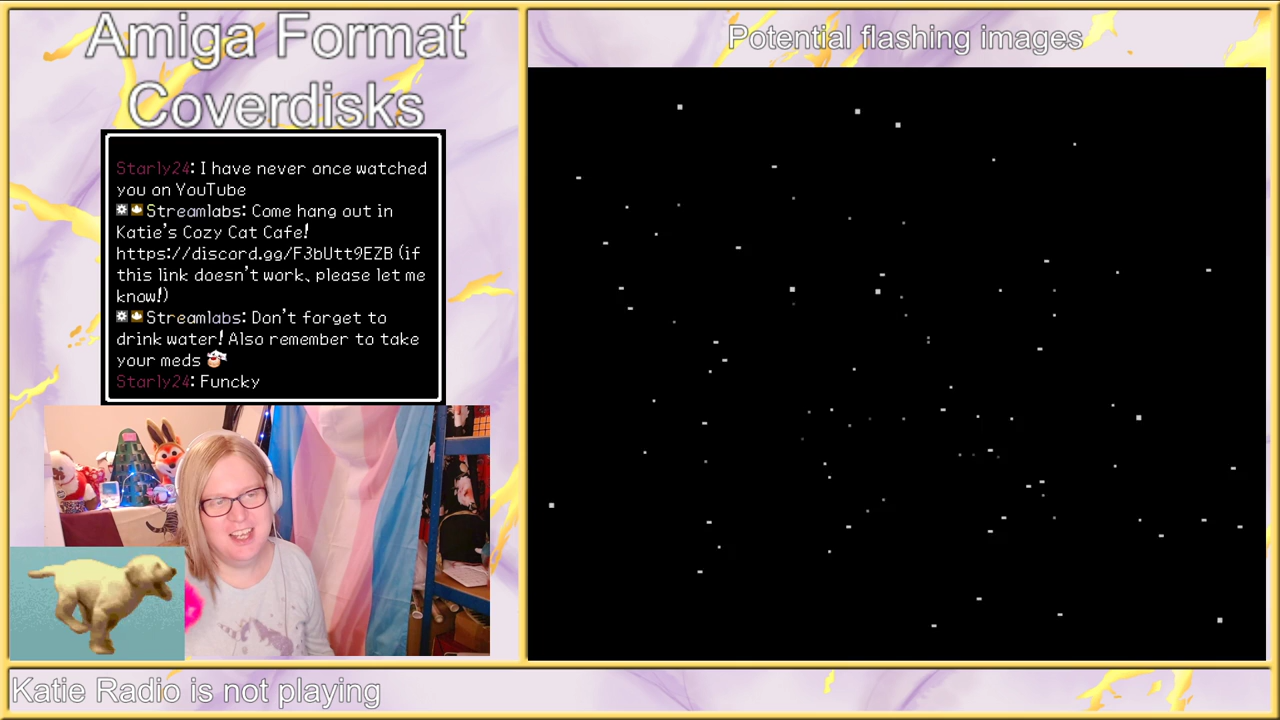 Amiga Format
Coverdisks
Potential flashing images
Starly24: I have never once watched
you on YouTube
Streamlabs: Come hang out in
Katie's Cozy Cat Cafe!
https://discord.gg/F3bUtt9EZB (if
this link doesn't work, please let me
know!)
Streamlabs: Don't forget to
drink water! Also remember to take
your meds
Starly24: Funcky
Katie Radio is not playing